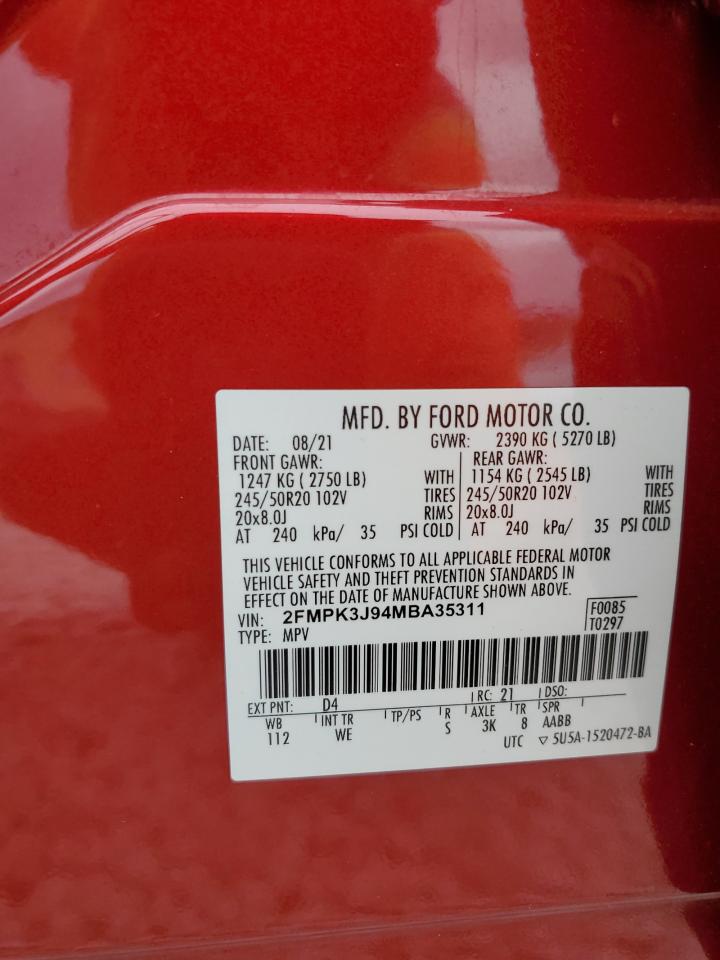 MFD. BY FORD MOTOR CO.
DATE: 08/21 GVWR: 2390 KG ( 5270 LB)
FRONT GAWR: REAR GAWR:
1247 KG ( 2750 LB) WITH 1154 KG ( 2545 LB) WITH
245/50R20 102V TIRES 245/50R20 102V TIRES
20x8.0J RIMS 20x8.0J RIMS
AT 240 kPa/ 35 PSI COLD AT 240 kPa/ 35 PSI COLD
THIS VEHICLE CONFORMS TO ALL APPLICABLE FEDERAL MOTOR
VEHICLE SAFETY AND THEFT PREVENTION STANDARDS IN
EFFECT ON THE DATE OF MANUFACTURE SHOWN ABOVE.
VIN: 2FMPK3J94MBA35311 F0085
TYPE: MPV T0297
EXT PNT: D4 RC: 21 DSO:
WB INT TR TP/PS R AXLE TR SPR
112 WE S 3K 8 AABB
UTC ▽ 5U5A-1520472-BA